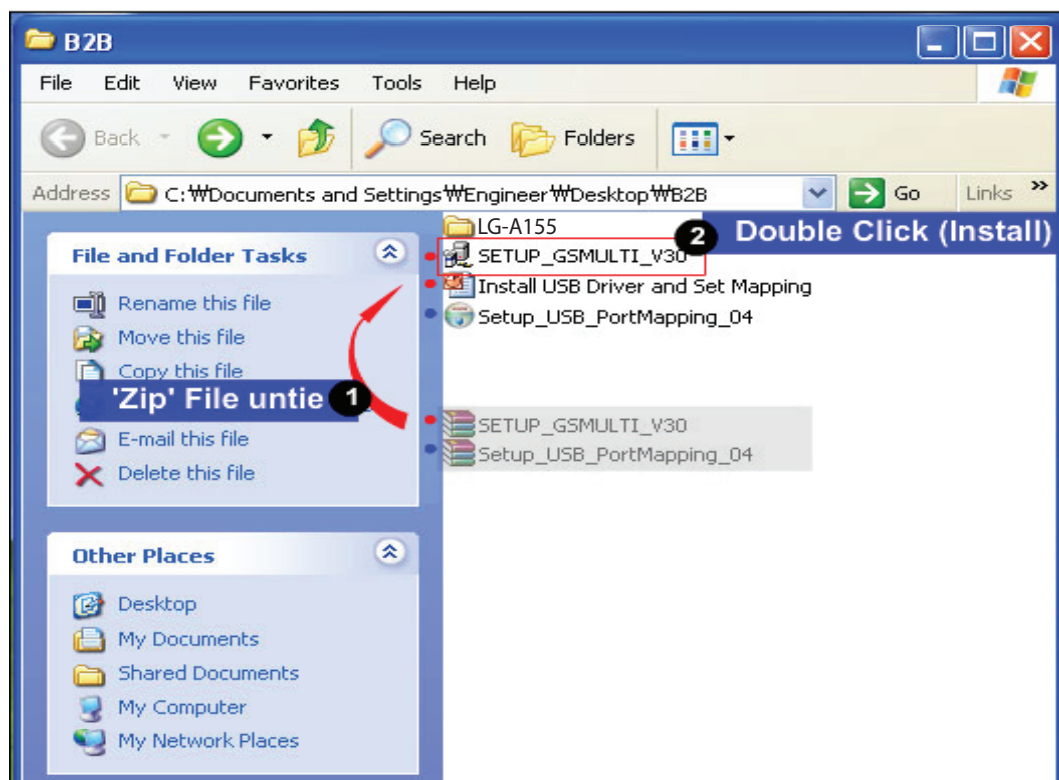 B2B
File Edit View Favorites Tools Help
Back Search Folders
Address C:₩Documents and Settings₩Engineer₩Desktop₩B2B Go Links »
File and Folder Tasks
Rename this file
Move this file
Copy this file
'Zip' File untie 1
E-mail this file
Delete this file
Other Places
Desktop
My Documents
Shared Documents
My Computer
My Network Places
LG-A155
SETUP_GSMULTI_V30
2 Double Click (Install)
Install USB Driver and Set Mapping
Setup_USB_PortMapping_04
SETUP_GSMULTI_V30
Setup_USB_PortMapping_04